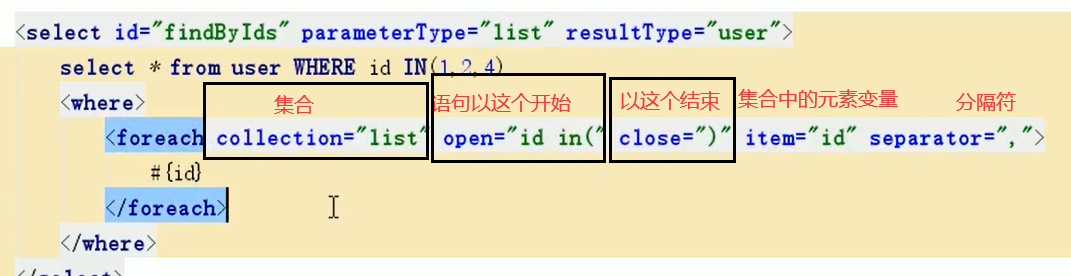 <select id="findByIds" parameterType="list" resultType="user">
select * from user WHERE id IN(1,2,4)
<where>
集合 语句以这个开始 以这个结束 集合中的元素变量 分隔符
<foreach collection="list" open="id in(" close=")" item="id" separator=",">
#{id}
</foreach>
</where>
</select>